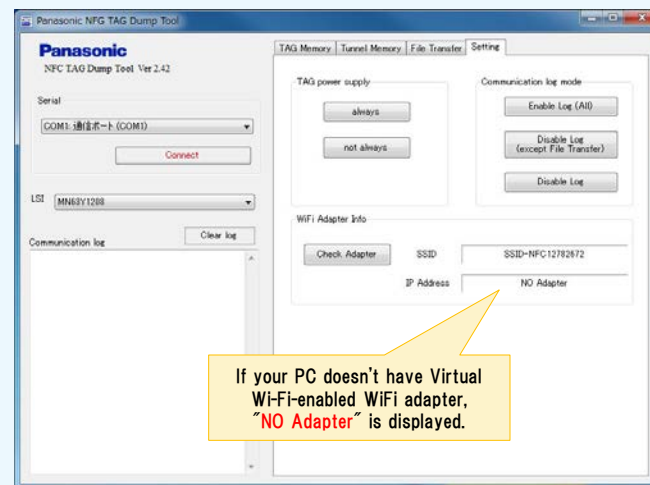 Panasonic NFG TAG Dump Tool
Panasonic
NFC TAG Dump Tool Ver 2.42
Serial
COM1: 通信ポート (COM1)
Connect
LSI
MN63Y1208
Communication log
Clear log
TAG Memory
Tunnel Memory
File Transfer
Setting
TAG power supply
always
not always
Communication log mode
Enable Log (All)
Disable Log
(except File Transfer)
Disable Log
WiFi Adapter Info
Check Adapter
SSID
SSID-NFC12782672
IP Address
NO Adapter
If your PC doesn't have Virtual
Wi-Fi-enabled WiFi adapter,
"NO Adapter" is displayed.